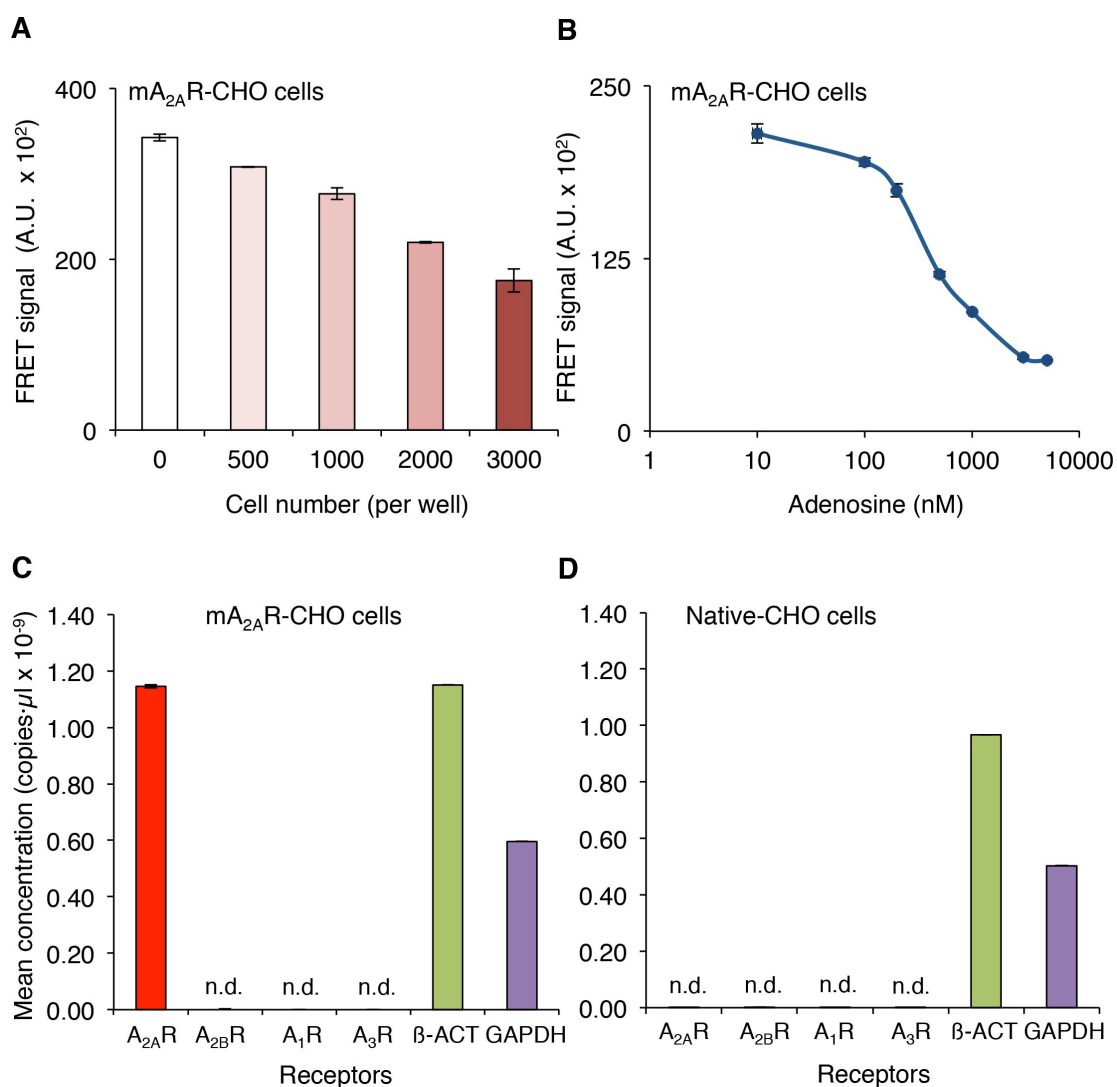 A
mA2AR-CHO cells
FRET signal (A.U. x 10²)
400
200
0
0 500 1000 2000 3000
Cell number (per well)
B
mA2AR-CHO cells
FRET signal (A.U. x 10²)
250
125
0
1 10 100 1000 10000
Adenosine (nM)
C
mA2AR-CHO cells
Mean concentration (copies·µl x 10⁻⁹)
1.40
1.20
1.00
0.80
0.60
0.40
0.20
0.00
n.d. n.d. n.d.
A2AR A2BR A1R A3R ß-ACT GAPDH
Receptors
D
Native-CHO cells
1.40
1.20
1.00
0.80
0.60
0.40
0.20
0.00
n.d. n.d. n.d. n.d.
A2AR A2BR A1R A3R ß-ACT GAPDH
Receptors